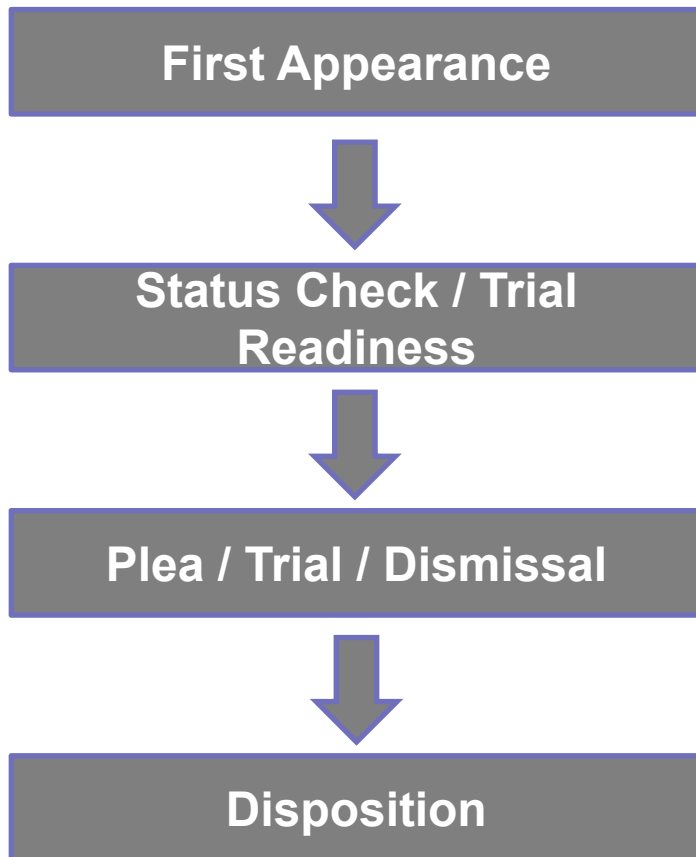 First Appearance
Status Check / Trial
Readiness
Plea / Trial / Dismissal
Disposition